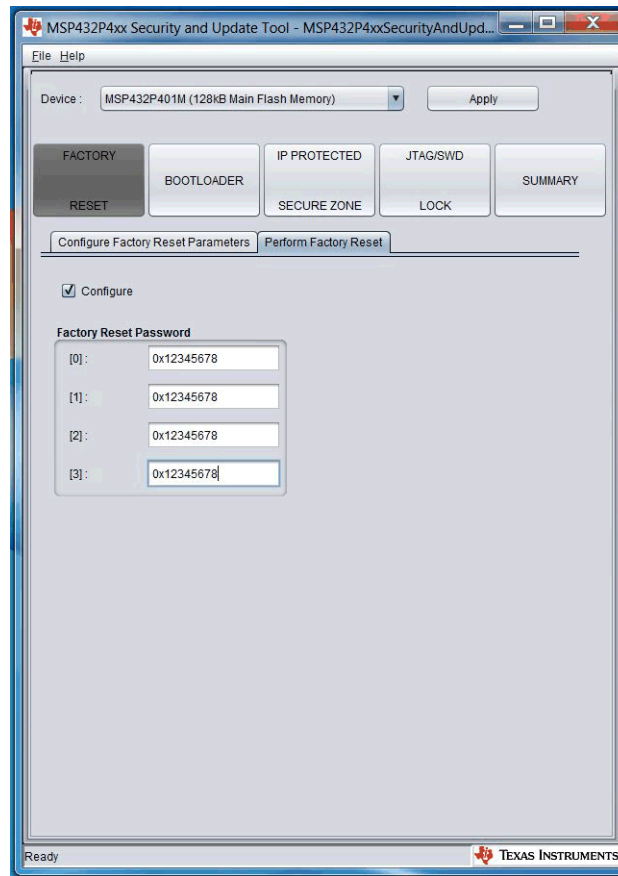 MSP432P4xx Security and Update Tool - MSP432P4xxSecurityAndUpd...
File Help
Device : MSP432P401M (128kB Main Flash Memory) Apply
FACTORY RESET
BOOTLOADER
IP PROTECTED SECURE ZONE
JTAG/SWD LOCK
SUMMARY
Configure Factory Reset Parameters Perform Factory Reset
Configure
Factory Reset Password
[0] : 0x12345678
[1] : 0x12345678
[2] : 0x12345678
[3] : 0x12345678
Ready TEXAS INSTRUMENTS